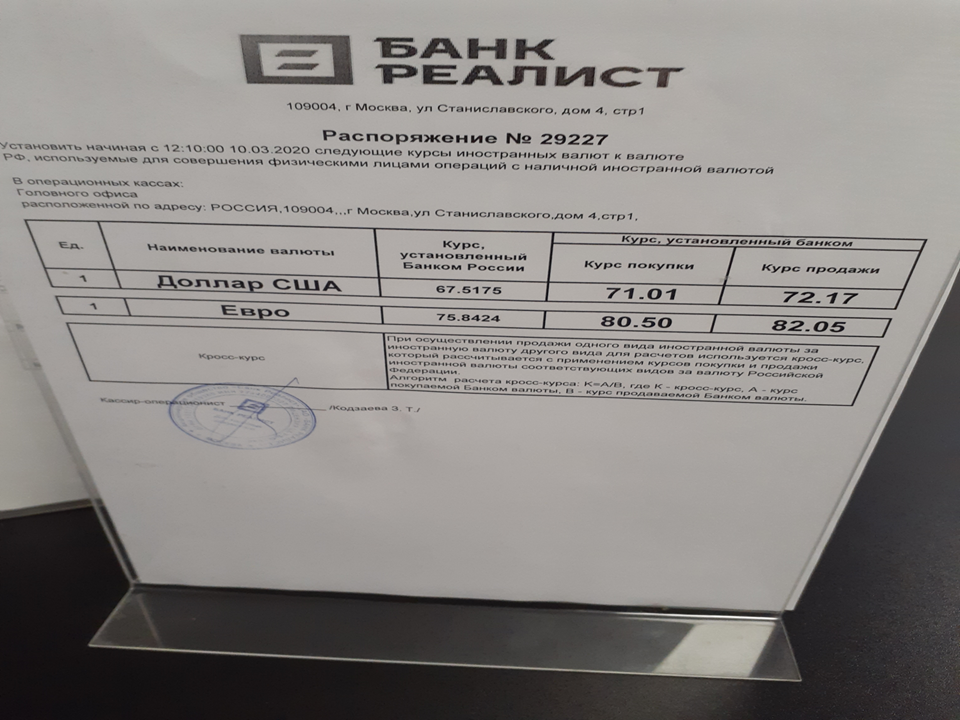 БАНК
РЕАЛИСТ
109004, г Москва, ул Станиславского, дом 4, стр1
Распоряжение № 29227
Установить начиная с 12:10:00 10.03.2020 следующие курсы иностранных валют к валюте
РФ, используемые для совершения физическими лицами операций с наличной иностранной валютой
В операционных кассах:
Головного офиса
расположенной по адресу: РОССИЯ,109004,,,г Москва,ул Станиславского,дом 4,стр1,
Ед.
Наименование валюты
Курс,
установленный
Банком России
Курс, установленный банком
Курс покупки
Курс продажи
1 Доллар США 67.5175 71.01 72.17
1 Евро 75.8424 80.50 82.05
Кросс-курс
При осуществлении продажи одного вида иностранной валюты за
иностранную валюту другого вида для расчетов используется кросс-курс,
который рассчитывается с применением курсов покупки и продажи
иностранной валюты соответствующих видов за валюту Российской
Федерации.
Алгоритм расчета кросс-курса: К=А/В, где К - кросс-курс, А - курс
покупаемой Банком валюты, В - курс продаваемой Банком валюты.
Кассир-операционист /Кодзаева З. Т./